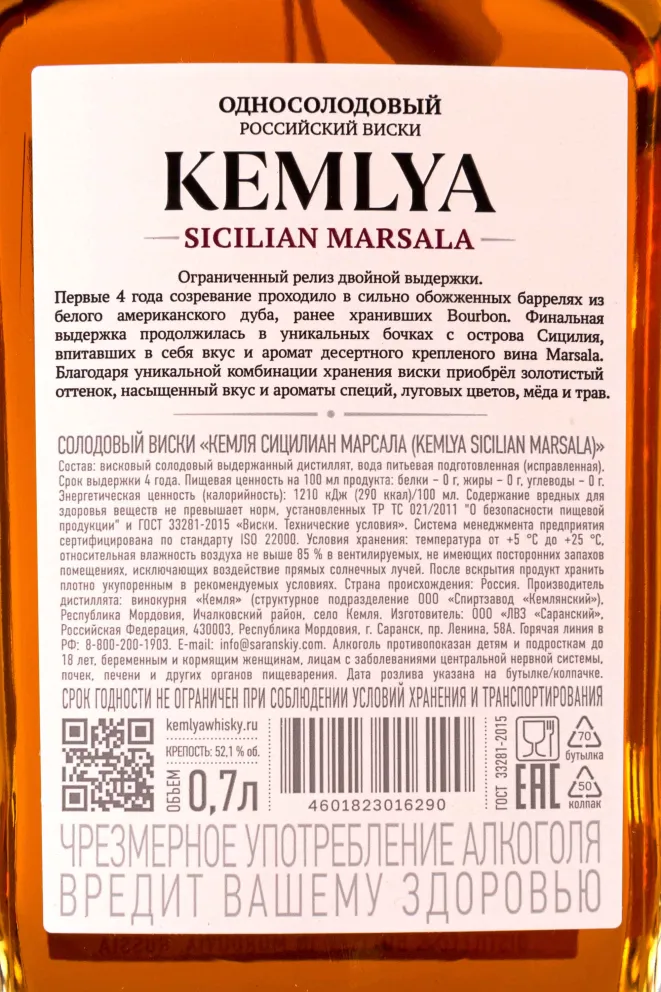 ОДНОСОЛОДОВЫЙ
РОССИЙСКИЙ ВИСКИ
KEMLYA
SICILIAN MARSALA
Ограниченный релиз двойной выдержки.
Первые 4 года созревание проходило в сильно обожженных баррелях из
белого американского дуба, ранее хранивших Bourbon. Финальная
выдержка продолжилась в уникальных бочках с острова Сицилия,
впитавших в себя вкус и аромат десертного крепленого вина Marsala.
Благодаря уникальной комбинации хранения виски приобрёл золотистый
оттенок, насыщенный вкус и ароматы специй, луговых цветов, мёда и трав.
СОЛОДОВЫЙ ВИСКИ «КЕМЛЯ СИЦИЛИАН МАРСАЛА (KEMLYA SICILIAN MARSALA)»
Состав: висковый солодовый выдержанный дистиллят, вода питьевая подготовленная (исправленная).
Срок выдержки 4 года. Пищевая ценность на 100 мл продукта: белки – 0 г, жиры – 0 г, углеводы – 0 г.
Энергетическая ценность (калорийность): 1210 кДж (290 ккал)/100 мл. Содержание вредных для
здоровья веществ не превышает норм, установленных ТР ТС 021/2011 "О безопасности пищевой
продукции" и ГОСТ 33281-2015 «Виски. Технические условия». Система менеджмента предприятия
сертифицирована по стандарту ISO 22000. Условия хранения: температура от +5 °С до +25 °С,
относительная влажность воздуха не выше 85 % в вентилируемых, не имеющих посторонних запахов
помещениях, исключающих воздействие прямых солнечных лучей. После вскрытия продукт хранить
плотно укупоренным в рекомендуемых условиях. Страна происхождения: Россия. Производитель
дистиллята: винокурня «Кемля» (структурное подразделение ООО «Спиртзавод «Кемлянский»),
Республика Мордовия, Ичалковский район, село Кемля. Изготовитель: ООО «ЛВЗ «Саранский»,
Российская Федерация, 430003, Республика Мордовия, г. Саранск, пр. Ленина, 58А. Горячая линия в
РФ: 8-800-200-1903. E-mail: info@saranskiy.com. Алкоголь противопоказан детям и подросткам до
18 лет, беременным и кормящим женщинам, лицам с заболеваниями центральной нервной системы,
почек, печени и других органов пищеварения. Дата розлива указана на бутылке/колпачке.
СРОК ГОДНОСТИ НЕ ОГРАНИЧЕН ПРИ СОБЛЮДЕНИИ УСЛОВИЙ ХРАНЕНИЯ И ТРАНСПОРТИРОВАНИЯ
kemlyawhisky.ru
КРЕПОСТЬ: 52,1 % об.
ОБЪЕМ
0,7л
4601823016290
ГОСТ 33281-2015
EAC
70
бутылка
50
колпак
ЧРЕЗМЕРНОЕ УПОТРЕБЛЕНИЕ АЛКОГОЛЯ
ВРЕДИТ ВАШЕМУ ЗДОРОВЬЮ